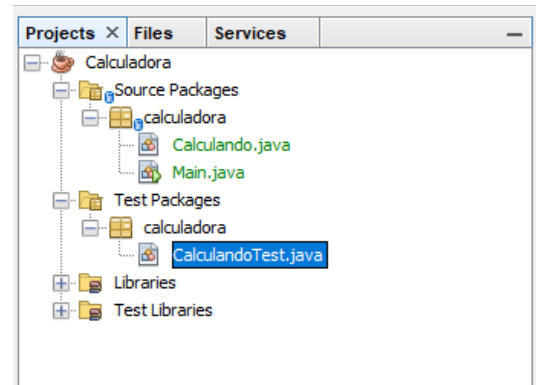 Projects Files Services
Calculadora
Source Packages
calculadora
Calculando.java
Main.java
Test Packages
calculadora
CalculandoTest.java
Libraries
Test Libraries